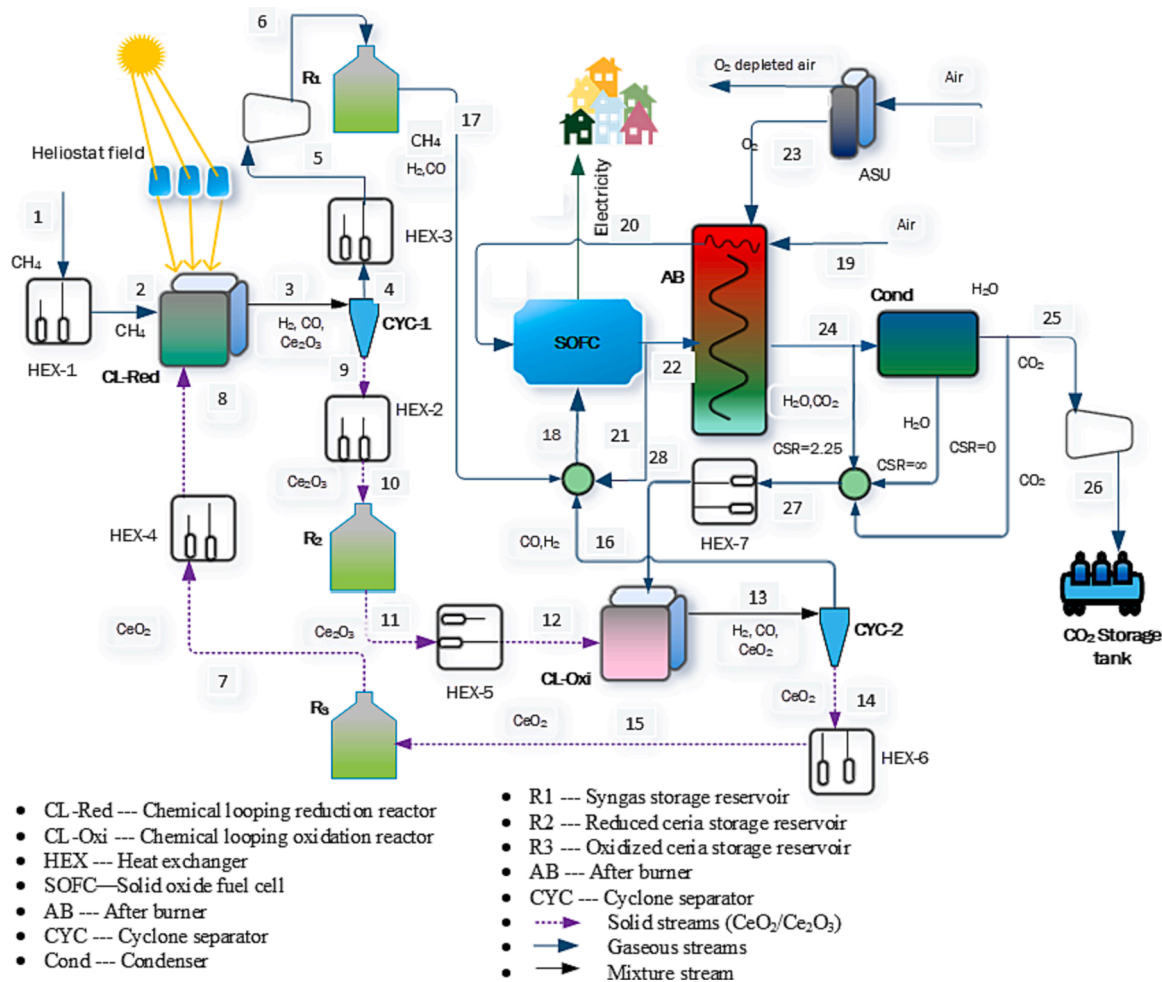 6
R₁
O₂ depleted air
Air
17
5
CH₄
H₂,CO
Heliostat field
O₂
23
ASU
1
HEX-3
Electricity
20
Air
CH₄
AB
19
2
3
4
Cond
H₂O
25
CH₄
H₂, CO,
Ce₂O₃
CYC-1
SOFC
24
CO₂
HEX-1
CL-Red
9
22
8
HEX-2
H₂O,CO₂
H₂O
18
21
CSR=2.25
CSR=0
28
CSR=∞
CO₂
Ce₂O₃
10
26
27
HEX-4
CO,H₂
16
HEX-7
R₂
13
CeO₂
Ce₂O₃
11
12
H₂, CO,
CeO₂
CYC-2
CO₂ Storage
tank
7
HEX-5
CL-Oxi
CeO₂
14
R₃
CeO₂
15
HEX-6
• CL-Red --- Chemical looping reduction reactor
• CL-Oxi --- Chemical looping oxidation reactor
• HEX --- Heat exchanger
• SOFC—Solid oxide fuel cell
• AB --- After burner
• CYC --- Cyclone separator
• Cond --- Condenser
• R1 --- Syngas storage reservoir
• R2 --- Reduced ceria storage reservoir
• R3 --- Oxidized ceria storage reservoir
• AB --- After burner
CYC --- Cyclone separator
• Solid streams (CeO₂/Ce₂O₃)
• Gaseous streams
• Mixture stream